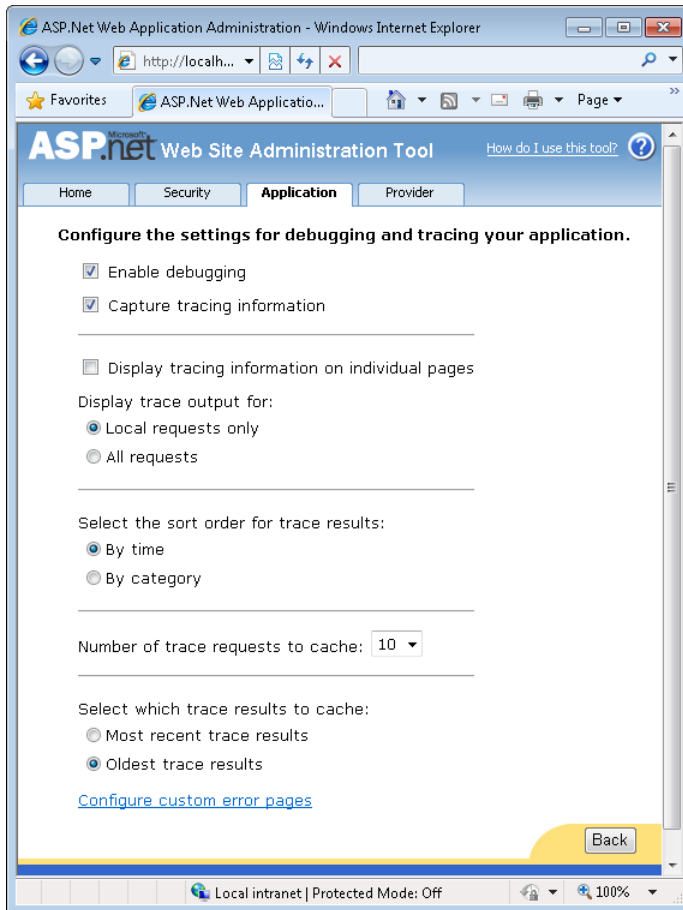 ASP.Net Web Application Administration - Windows Internet Explorer
http://localh...
Favorites ASP.Net Web Applicatio... Page ▾ »
Microsoft®
ASP.net Web Site Administration Tool How do I use this tool? ?
Home Security Application Provider
Configure the settings for debugging and tracing your application.
Enable debugging
Capture tracing information
Display tracing information on individual pages
Display trace output for:
Local requests only
All requests
Select the sort order for trace results:
By time
By category
Number of trace requests to cache: 10
Select which trace results to cache:
Most recent trace results
Oldest trace results
Configure custom error pages
Back
Local intranet | Protected Mode: Off 100%